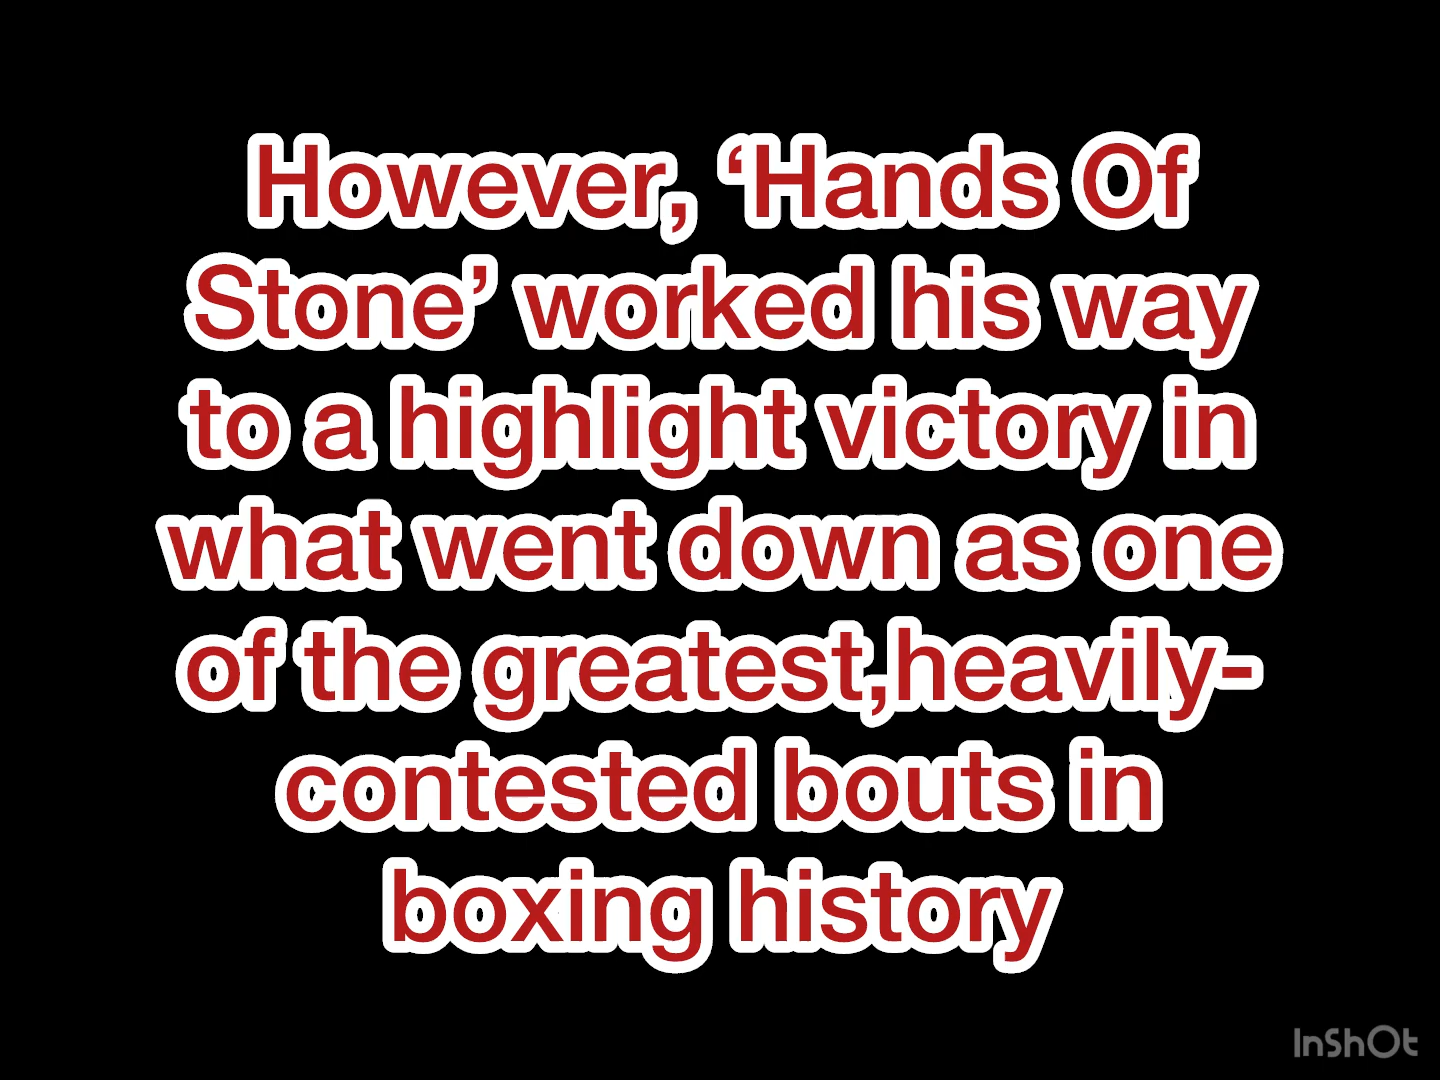 However, ‘Hands Of
Stone’ worked his way
to a highlight victory in
what went down as one
of the greatest,heavily-
contested bouts in
boxing history
InShOt